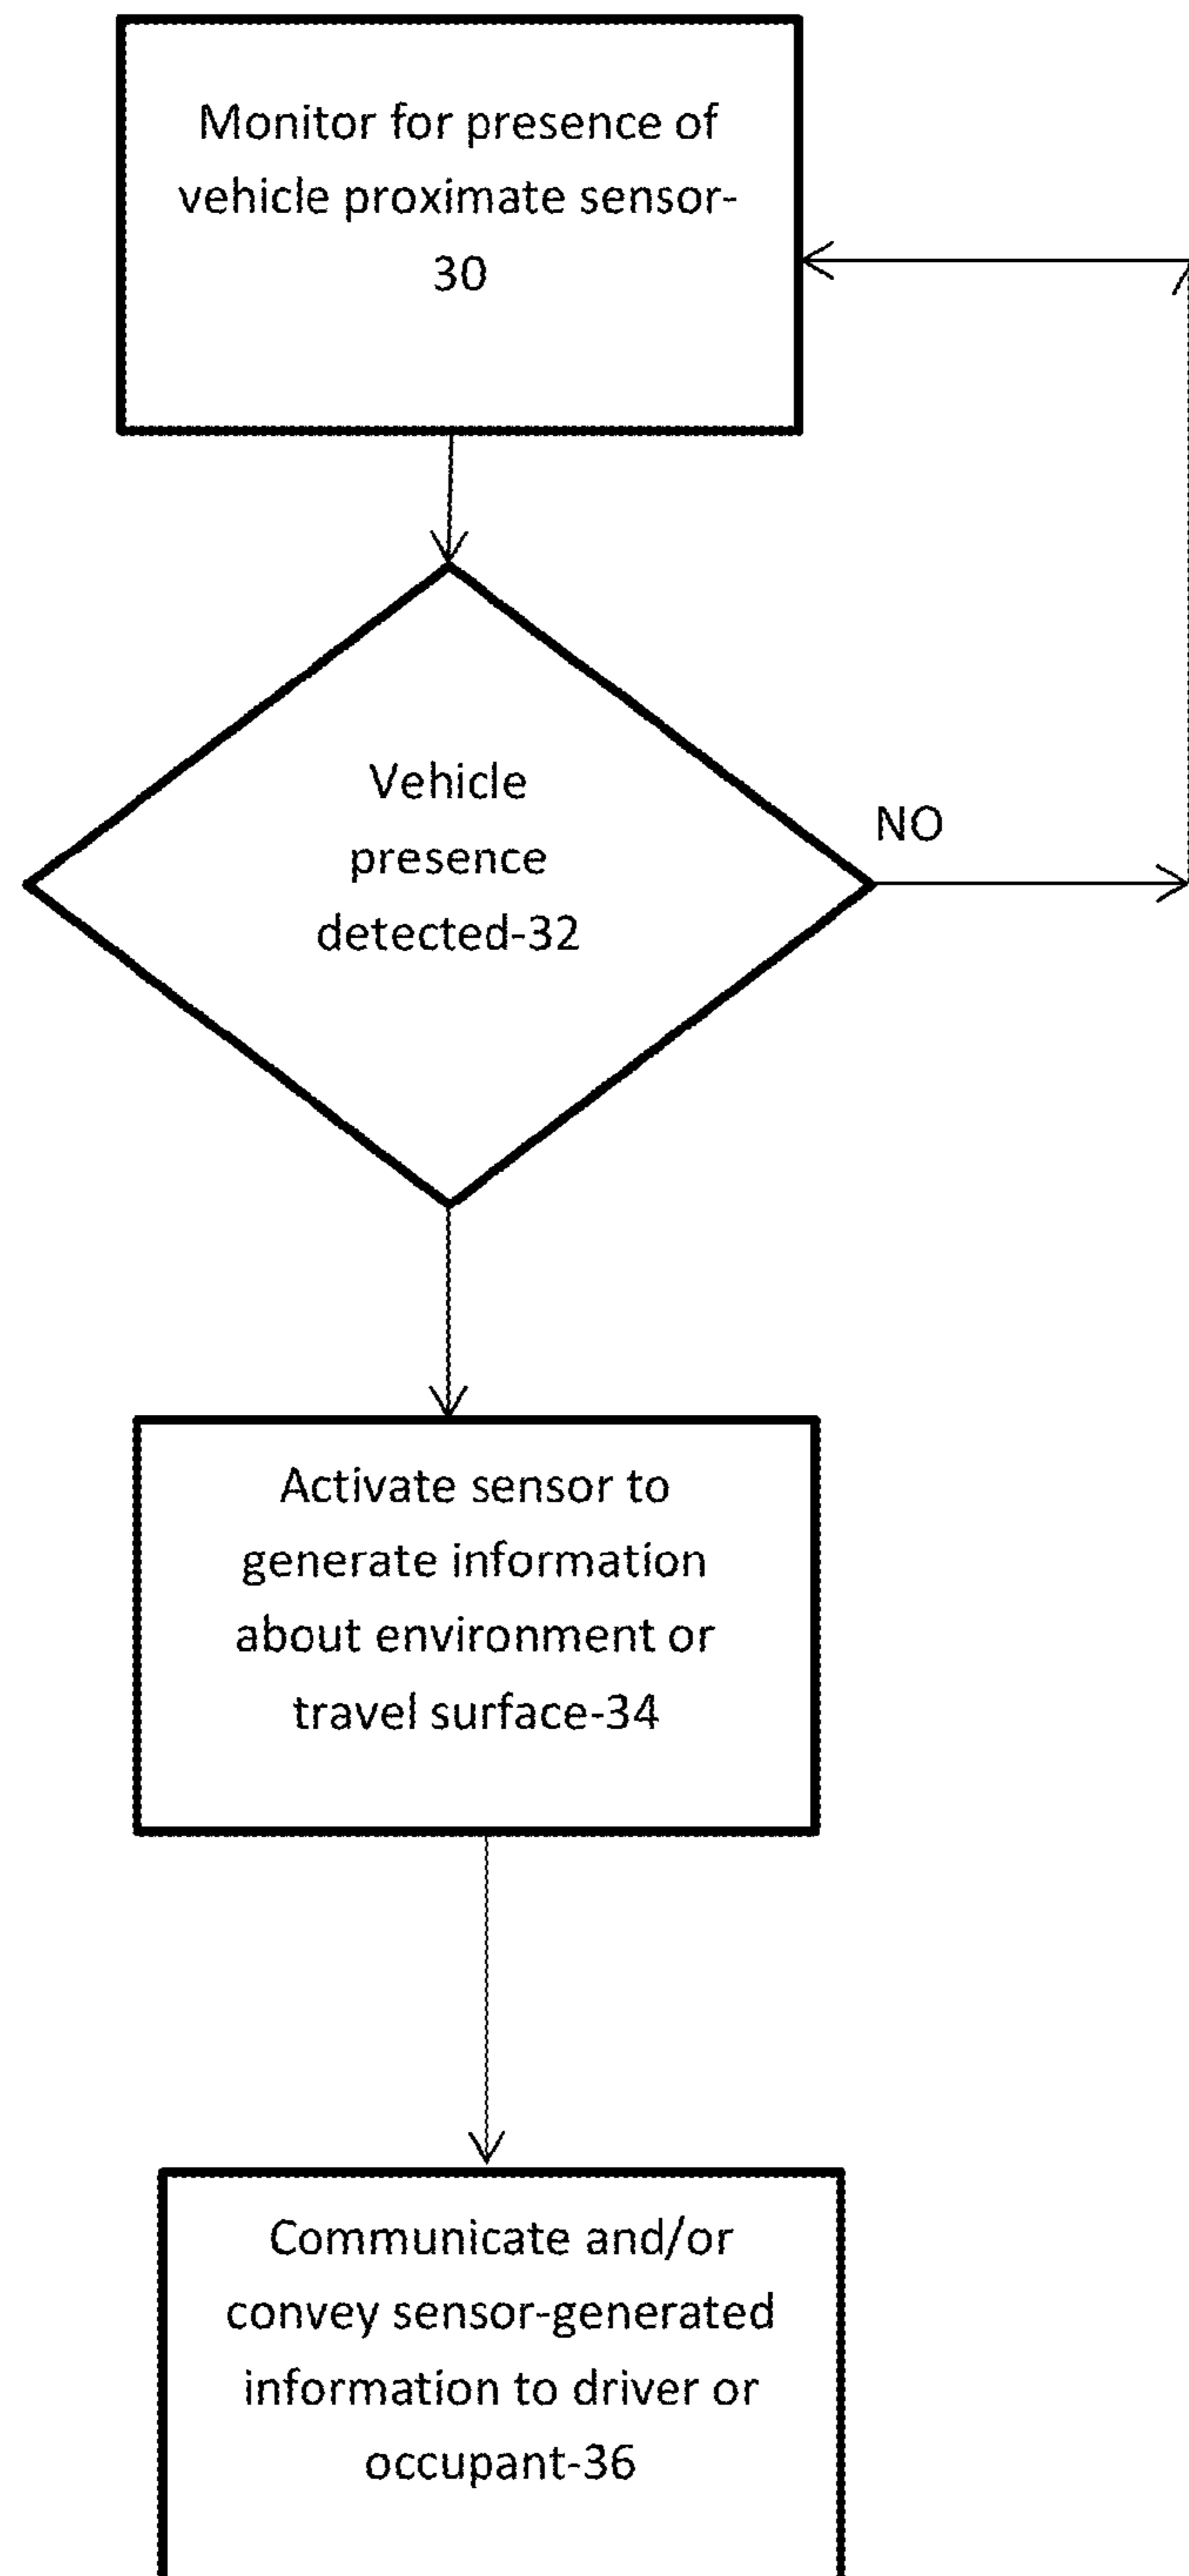 Monitor for presence of
vehicle proximate sensor-
30
Vehicle
presence
detected-32
NO
Activate sensor to
generate information
about environment or
travel surface-34
Communicate and/or
convey sensor-generated
information to driver or
occupant-36